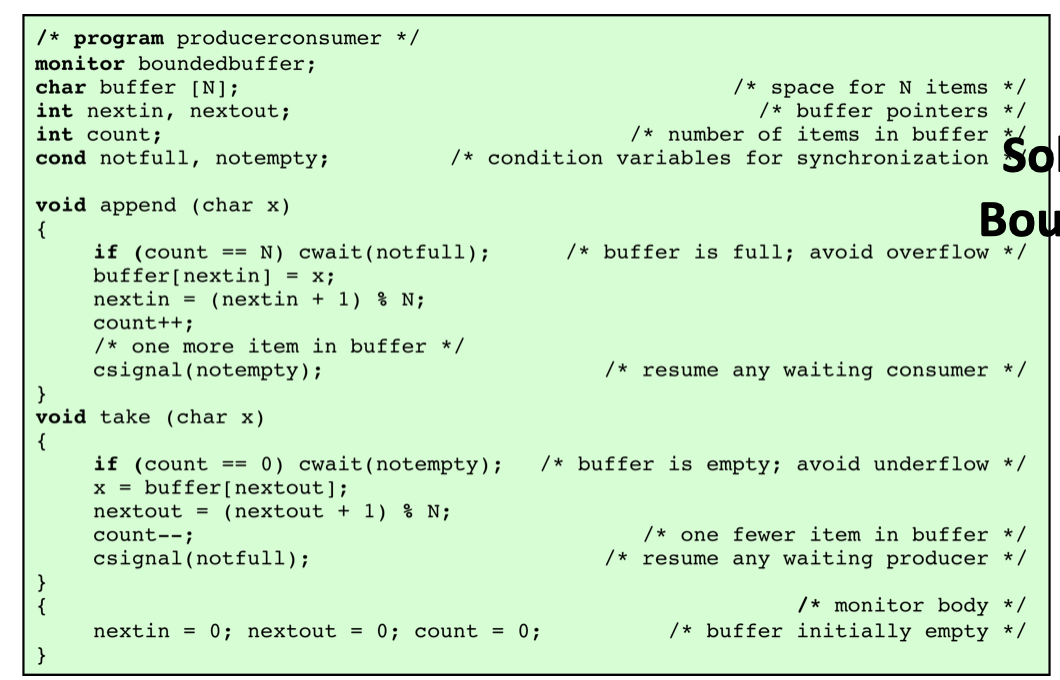 /* program producerconsumer */
monitor boundedbuffer;
char buffer [N]; /* space for N items */
int nextin, nextout; /* buffer pointers */
int count; /* number of items in buffer */
cond notfull, notempty; /* condition variables for synchronization */
void append (char x)
{
if (count == N) cwait(notfull); /* buffer is full; avoid overflow */
buffer[nextin] = x;
nextin = (nextin + 1) % N;
count++;
/* one more item in buffer */
csignal(notempty); /* resume any waiting consumer */
}
void take (char x)
{
if (count == 0) cwait(notempty); /* buffer is empty; avoid underflow */
x = buffer[nextout];
nextout = (nextout + 1) % N;
count--; /* one fewer item in buffer */
csignal(notfull); /* resume any waiting producer */
}
{ /* monitor body */
nextin = 0; nextout = 0; count = 0; /* buffer initially empty */
}